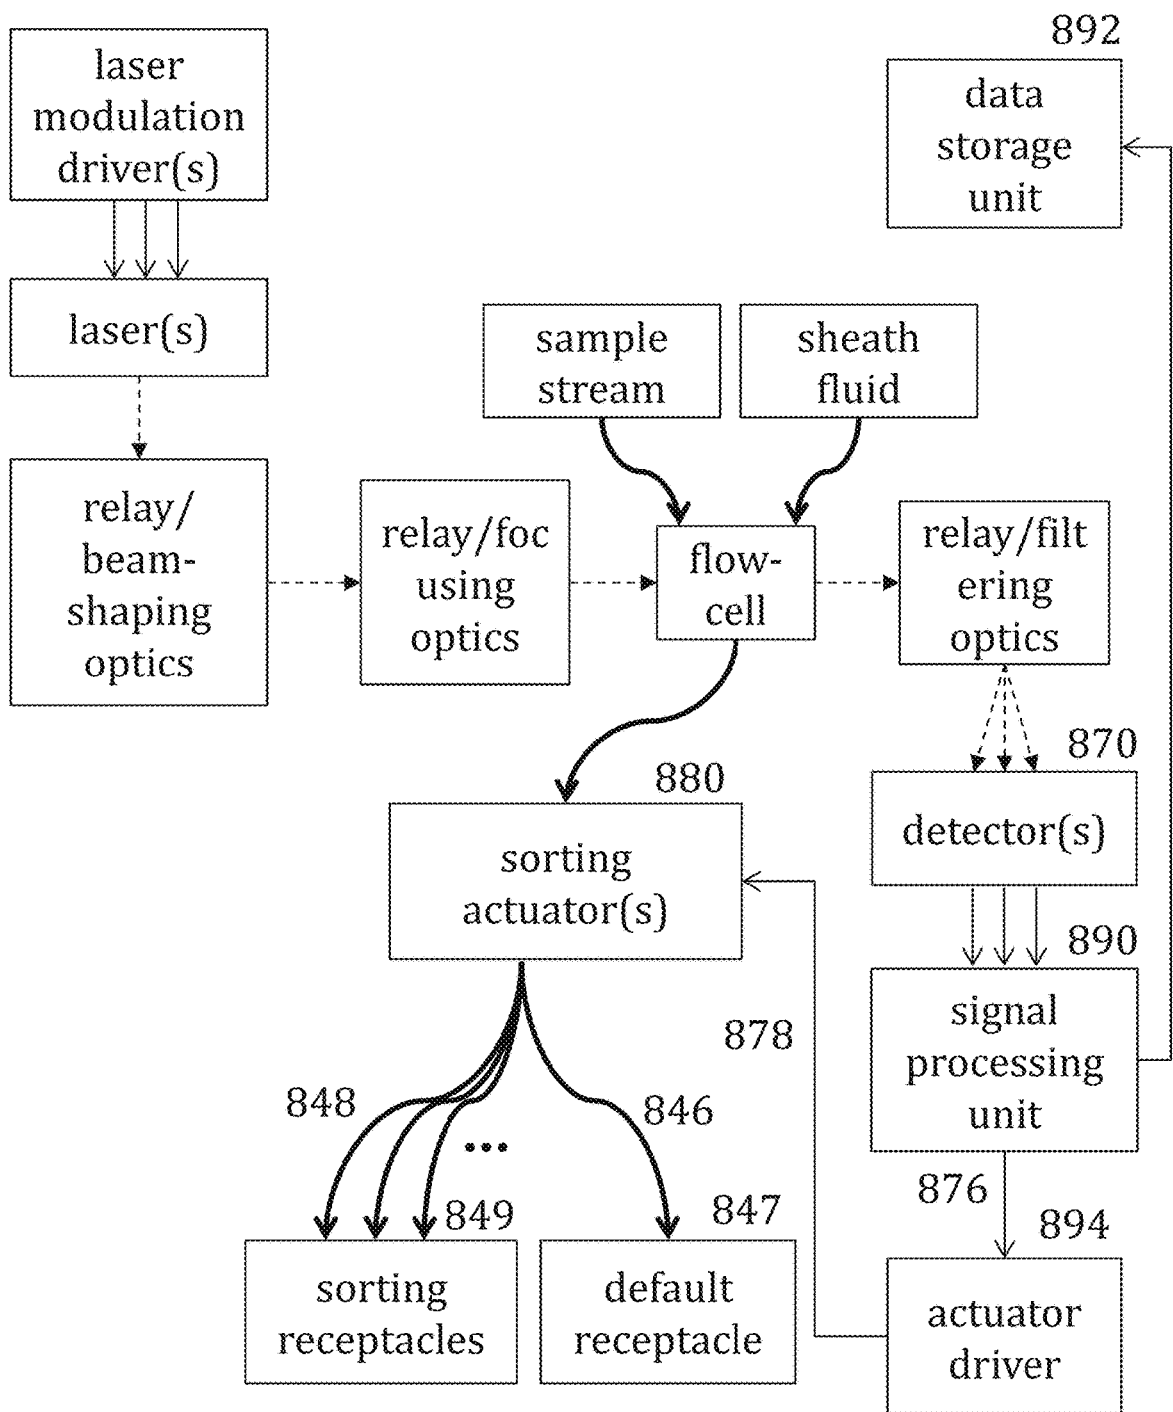 892
laser
modulation
driver(s)
data
storage
unit
laser(s)
sample
stream
sheath
fluid
relay/
beam-
shaping
optics
relay/foc
using
optics
flow-
cell
relay/filt
ering
optics
870
880
detector(s)
sorting
actuator(s)
890
signal
processing
unit
878
848
846
...
876
849
847
894
sorting
receptacles
default
receptacle
actuator
driver